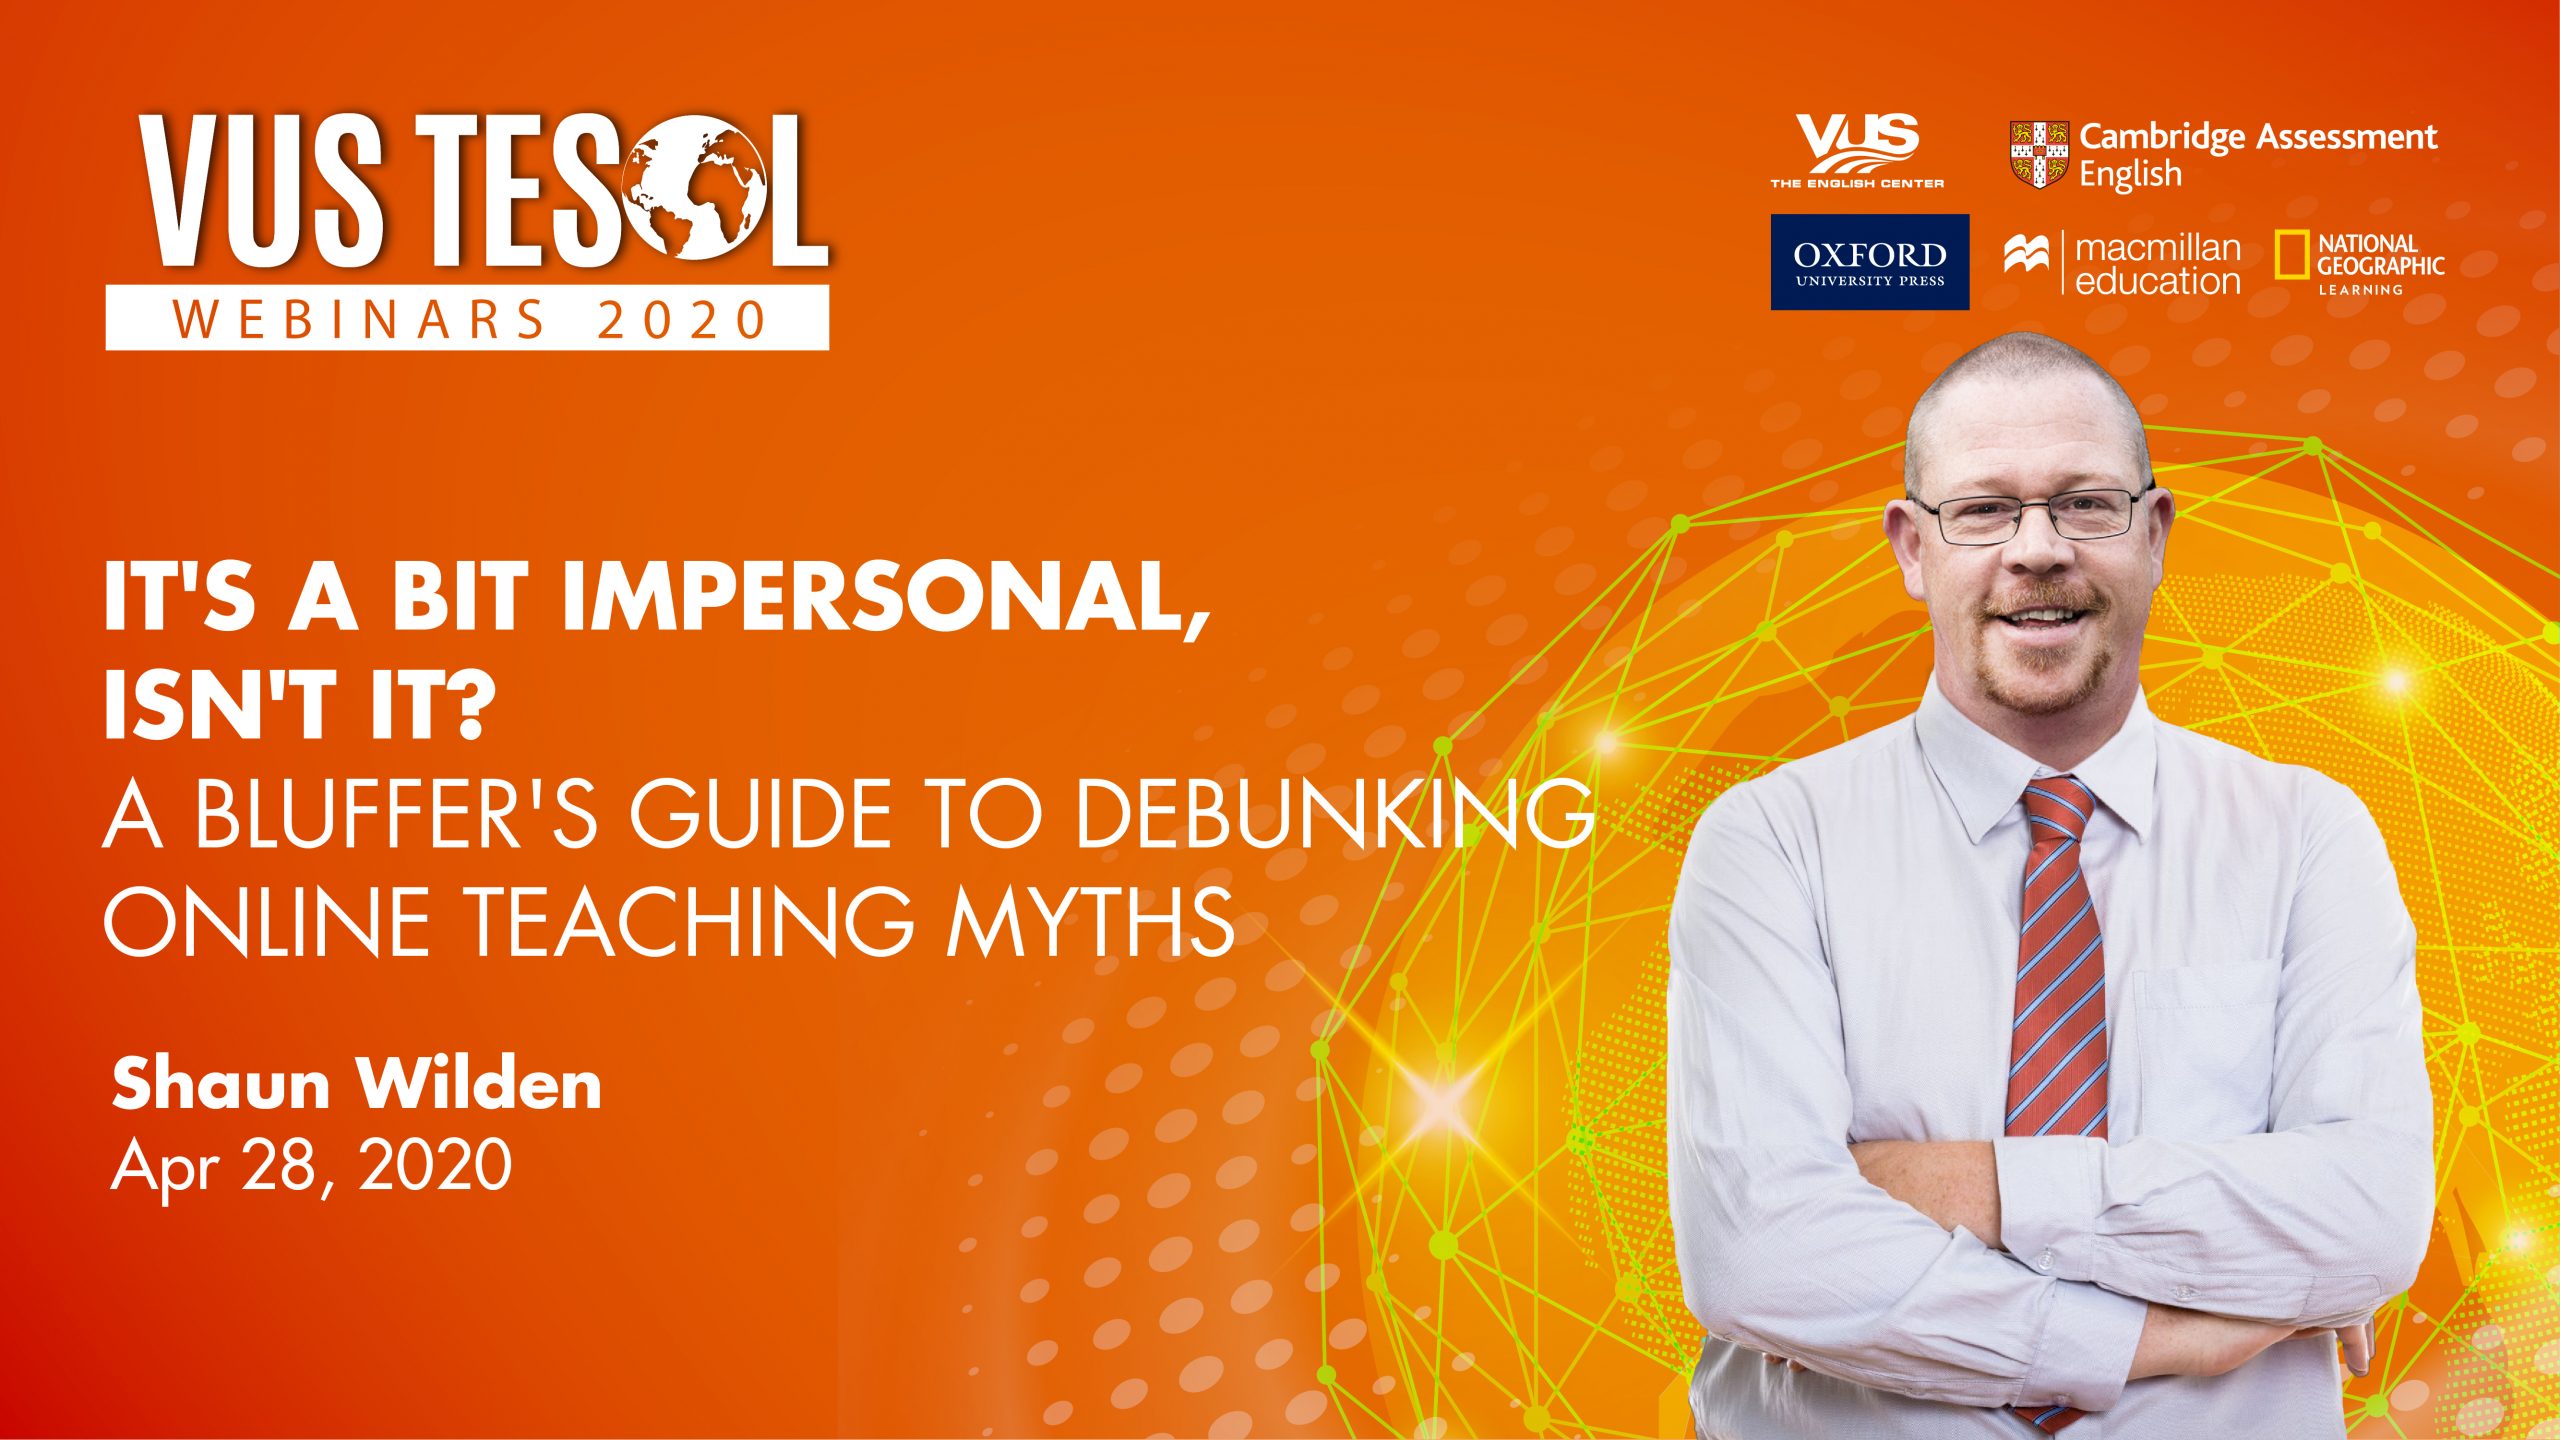 VUS TESOL
WEBINARS 2020
VUS
THE ENGLISH CENTER
Cambridge Assessment
English
OXFORD
UNIVERSITY PRESS
macmillan
education
NATIONAL
GEOGRAPHIC
LEARNING
IT'S A BIT IMPERSONAL,
ISN'T IT?
A BLUFFER'S GUIDE TO DEBUNKING
ONLINE TEACHING MYTHS
Shaun Wilden
Apr 28, 2020